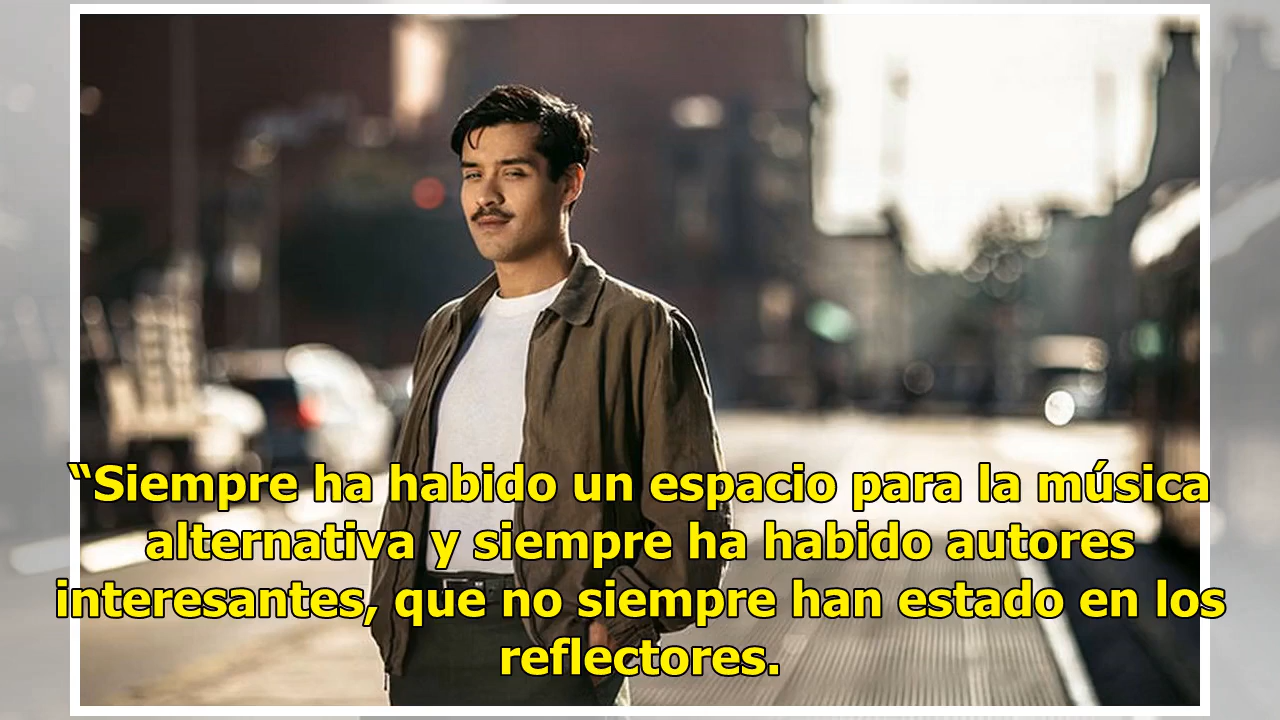 “Siempre ha habido un espacio para la música
alternativa y siempre ha habido autores
interesantes, que no siempre han estado en los
reflectores.